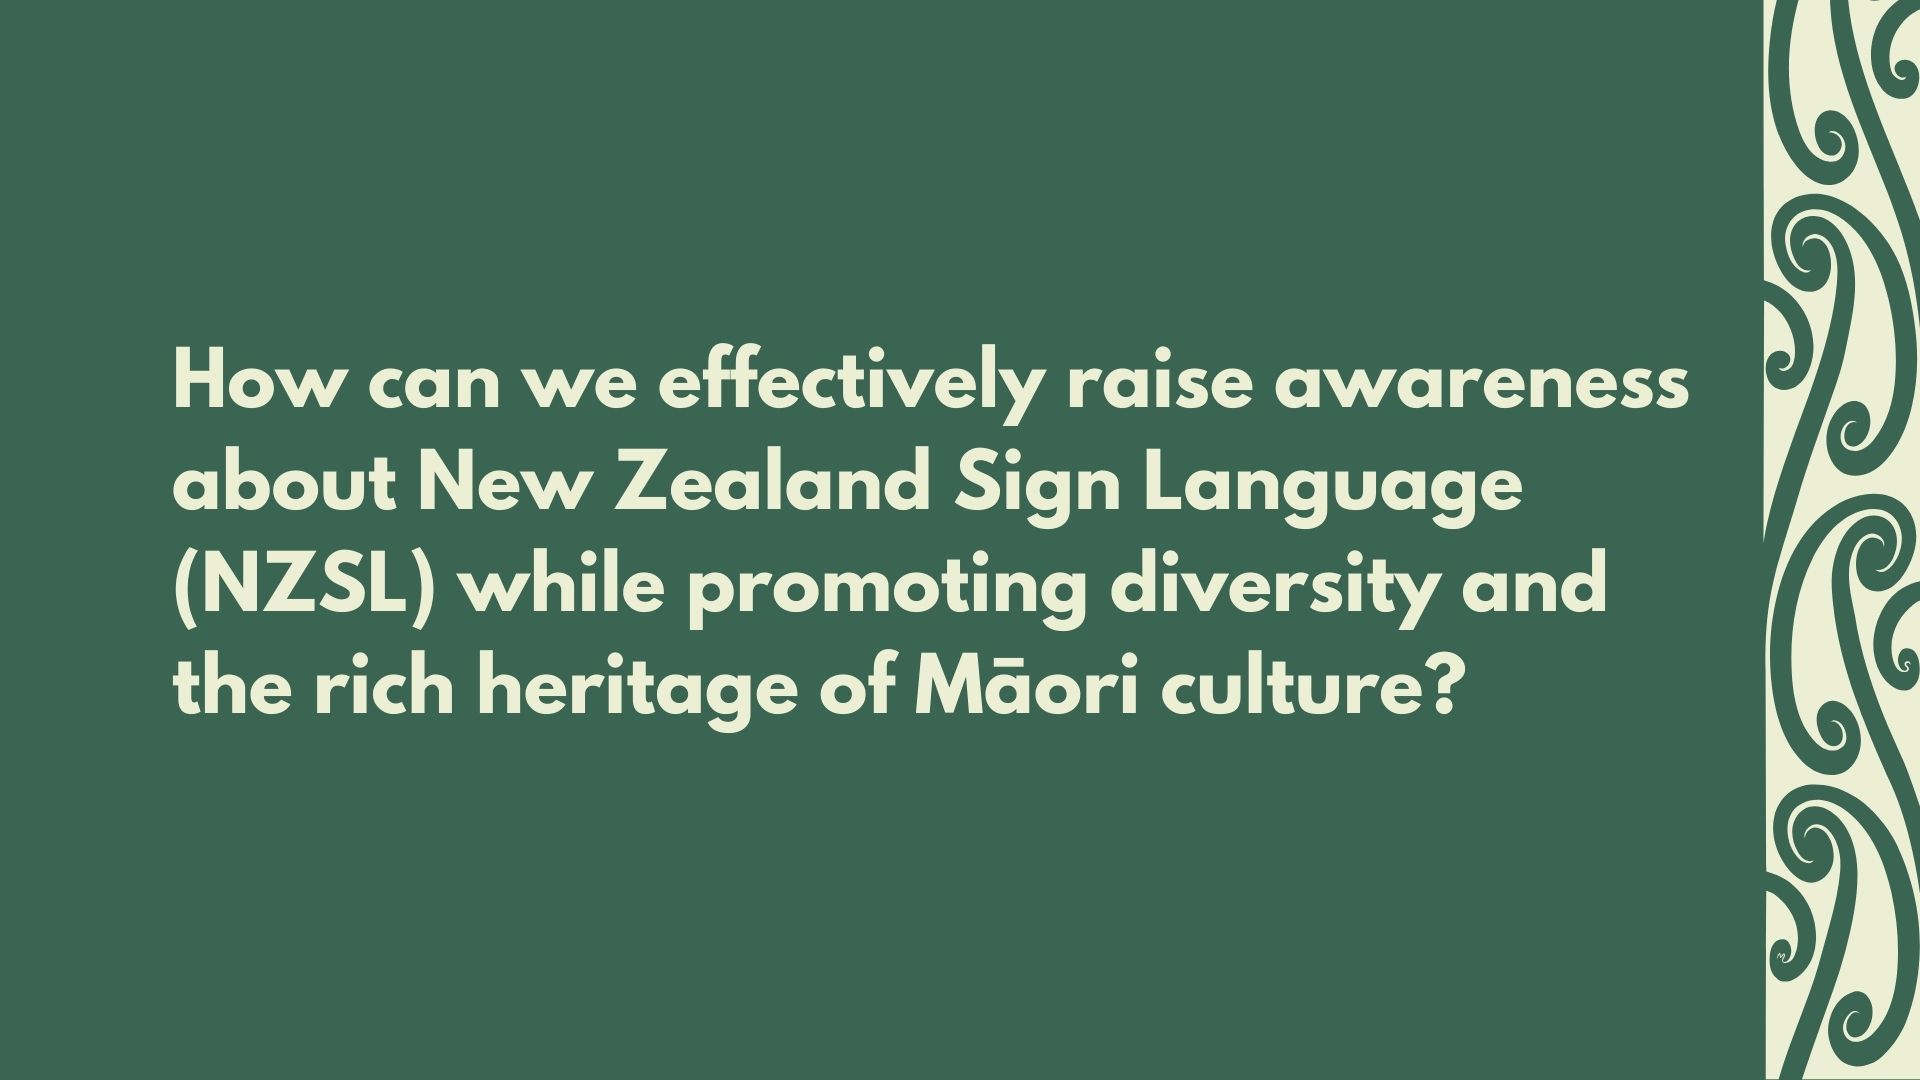 How can we effectively raise awareness
about New Zealand Sign Language
(NZSL) while promoting diversity and
the rich heritage of Māori culture?